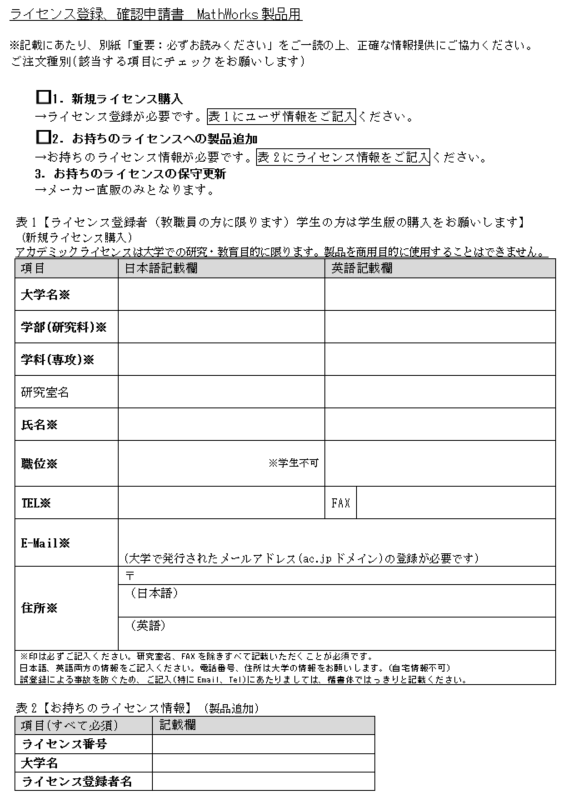 ライセンス登録、確認申請書　MathWorks製品用
※記載にあたり、別紙「重要：必ずお読みください」をご一読の上、正確な情報提供にご協力ください。
ご注文種別(該当する項目にチェックをお願いします)
□1. 新規ライセンス購入
→ライセンス登録が必要です。表1にユーザ情報をご記入ください。
□2. お持ちのライセンスへの製品追加
→お持ちのライセンス情報が必要です。表2にライセンス情報をご記入ください。
3. お持ちのライセンスの保守更新
→メーカー直販のみとなります。
表1【ライセンス登録者（教職員の方に限ります）学生の方は学生版の購入をお願いします】
（新規ライセンス購入）
アカデミックライセンスは大学での研究・教育目的に限ります。製品を商用目的に使用することはできません。
項目 日本語記載欄 英語記載欄
大学名※
学部(研究科)※
学科(専攻)※
研究室名
氏名※
職位※ ※学生不可
TEL※ FAX
E-Mail※
(大学で発行されたメールアドレス(ac.jpドメイン)の登録が必要です)
住所※ 〒
（日本語）
（英語）
※印は必ずご記入ください。研究室名、FAXを除きすべて記載いただくことが必須です。
日本語、英語両方の情報をご記入ください。電話番号、住所は大学の情報をお願いします。(自宅情報不可)
誤登録による事故を防ぐため、ご記入(特にEmail、Tel)にあたりましては、楷書体ではっきりと記載ください。
表2【お持ちのライセンス情報】（製品追加）
項目(すべて必須) 記載欄
ライセンス番号
大学名
ライセンス登録者名